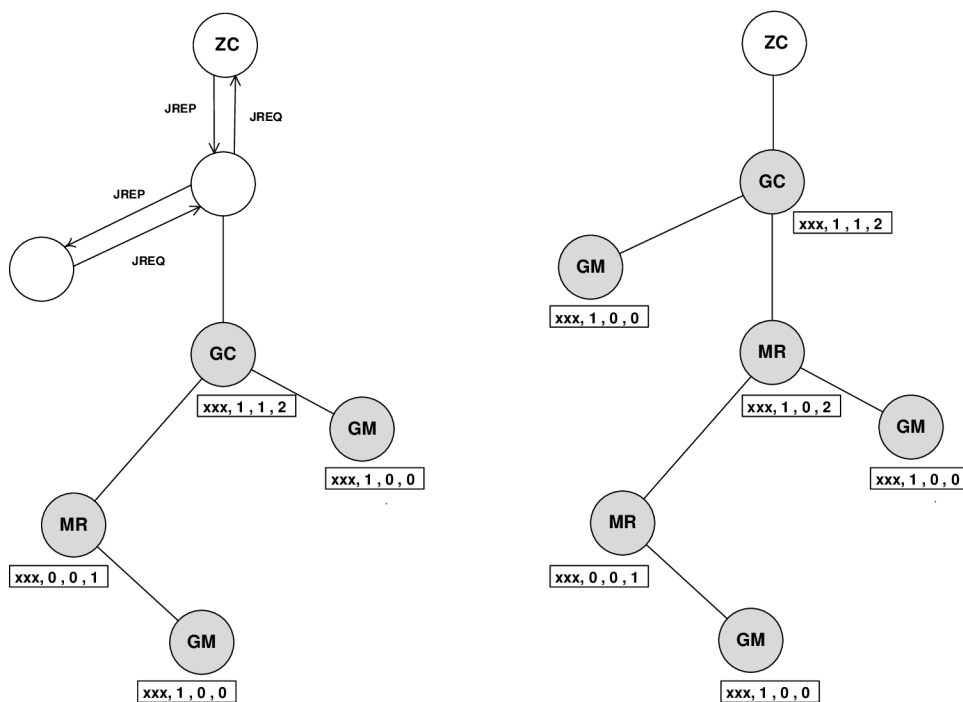 ZC
JREP
JREQ
JREP
JREQ
GC
xxx, 1 , 1 , 2
GM
xxx, 1 , 0 , 0
MR
xxx, 0 , 0 , 1
GM
xxx, 1 , 0 , 0
ZC
GC
xxx, 1 , 1 , 2
GM
xxx, 1 , 0 , 0
MR
xxx, 1 , 0 , 2
GM
xxx, 1 , 0 , 0
MR
xxx, 0 , 0 , 1
GM
xxx, 1 , 0 , 0